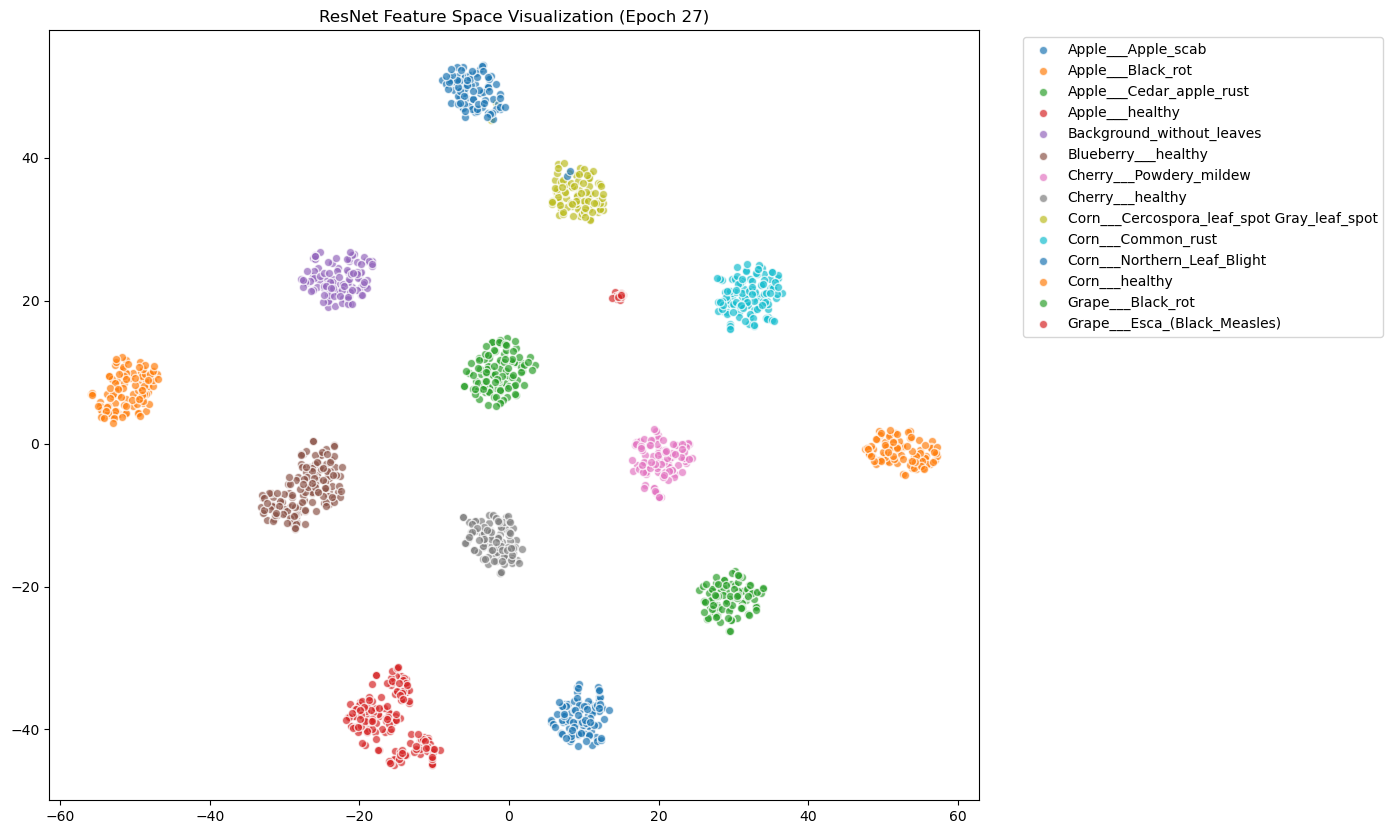 ResNet Feature Space Visualization (Epoch 27)
Apple___Apple_scab
Apple___Black_rot
Apple___Cedar_apple_rust
Apple___healthy
Background_without_leaves
Blueberry___healthy
Cherry___Powdery_mildew
Cherry___healthy
Corn___Cercospora_leaf_spot Gray_leaf_spot
Corn___Common_rust
Corn___Northern_Leaf_Blight
Corn___healthy
Grape___Black_rot
Grape___Esca_(Black_Measles)
40
20
0
−20
−40
−60 −40 −20 0 20 40 60